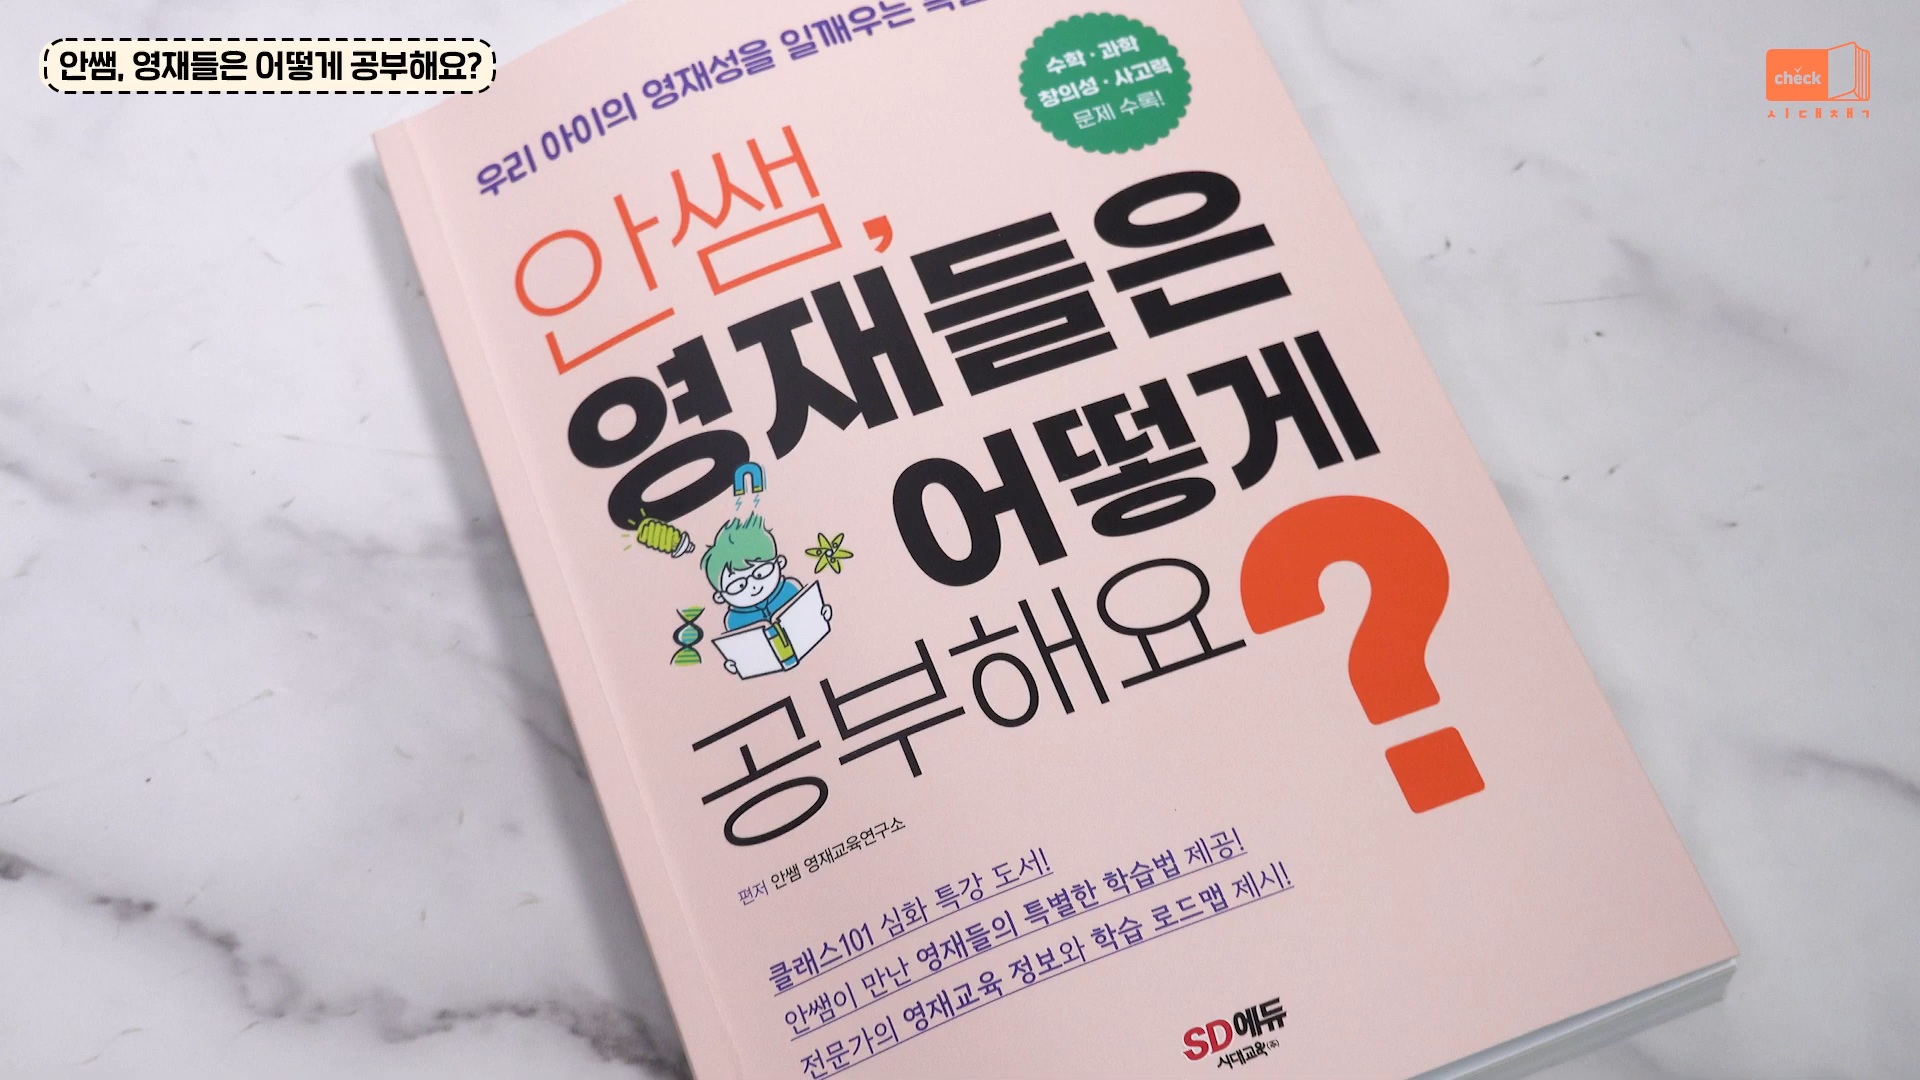 안쌤, 영재들은 어떻게 공부해요?
check
시대채ㄱ
우리 아이의 영재성을 일깨우는
수학·과학
창의성·사고력
문제 수록!
안쌤,
영재들은
어떻게
공부해요?
편저 안쌤 영재교육연구소
클래스101 심화 특강 도서!
안쌤이 만난 영재들의 특별한 학습법 제공!
전문가의 영재교육 정보와 학습 로드맵 제시!
SD에듀
시대교육(주)